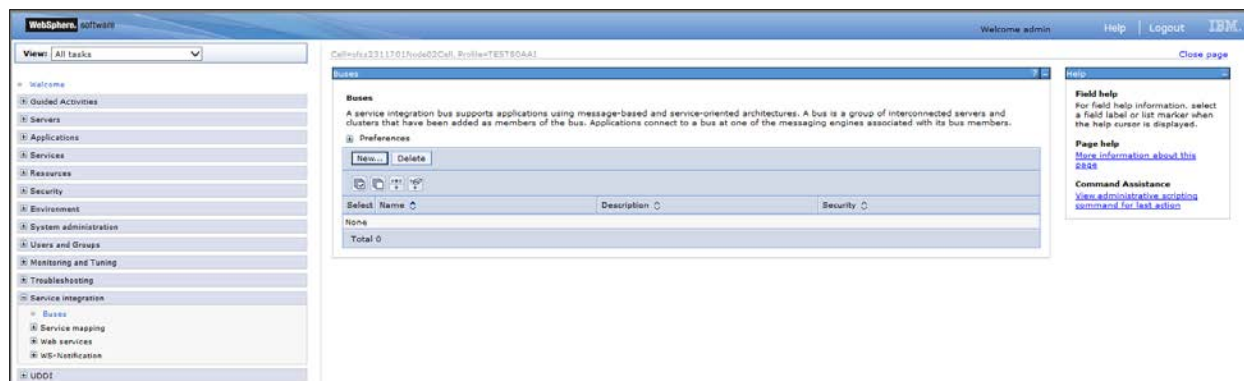 WebSphere. software
Welcome admin
Help | Logout
IBM.
View: All tasks
Close page
Welcome
Guided Activities
Servers
Applications
Services
Resources
Security
Environment
System administration
Users and Groups
Monitoring and Tuning
Troubleshooting
Service integration
Buses
Service mapping
Web services
WS-Notification
UDDI
Buses
? -
Buses
A service integration bus supports applications using message-based and service-oriented architectures. A bus is a group of interconnected servers and
clusters that have been added as members of the bus. Applications connect to a bus at one of the messaging engines associated with its bus members.
Preferences
New... Delete
Select Name Description Security
None
Total 0
Help
Field help
For field help information, select
a field label or list marker when
the help cursor is displayed.
Page help
More information about this
page
Command Assistance
View administrative scripting
command for last action